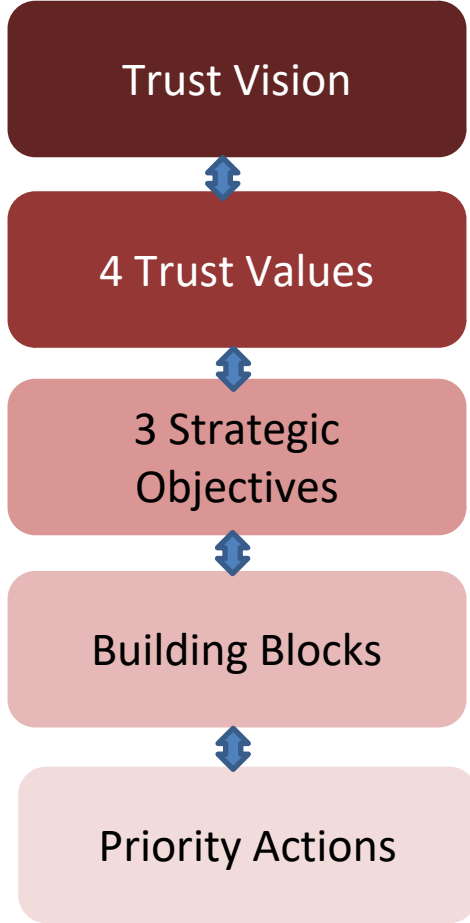 Trust Vision
4 Trust Values
3 Strategic
Objectives
Building Blocks
Priority Actions